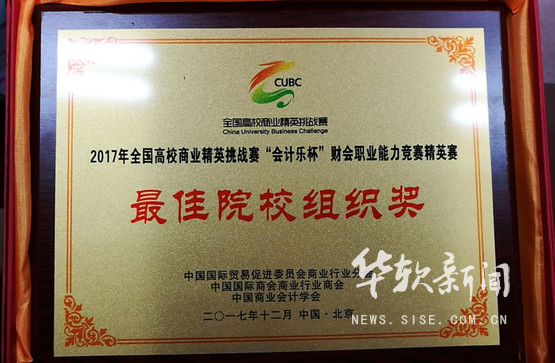 CUBC
全国高校商业精英挑战赛
China University Business Challenge
2017年全国高校商业精英挑战赛“会计乐杯”财会职业能力竞赛精英赛
最佳院校组织奖
中国国际贸易促进委员会商业行业分会
中国国际商会商业行业商会
中国商业会计学会
二〇一七年十二月 中国·北京
华软新闻
NEWS.SISE.COM.CN